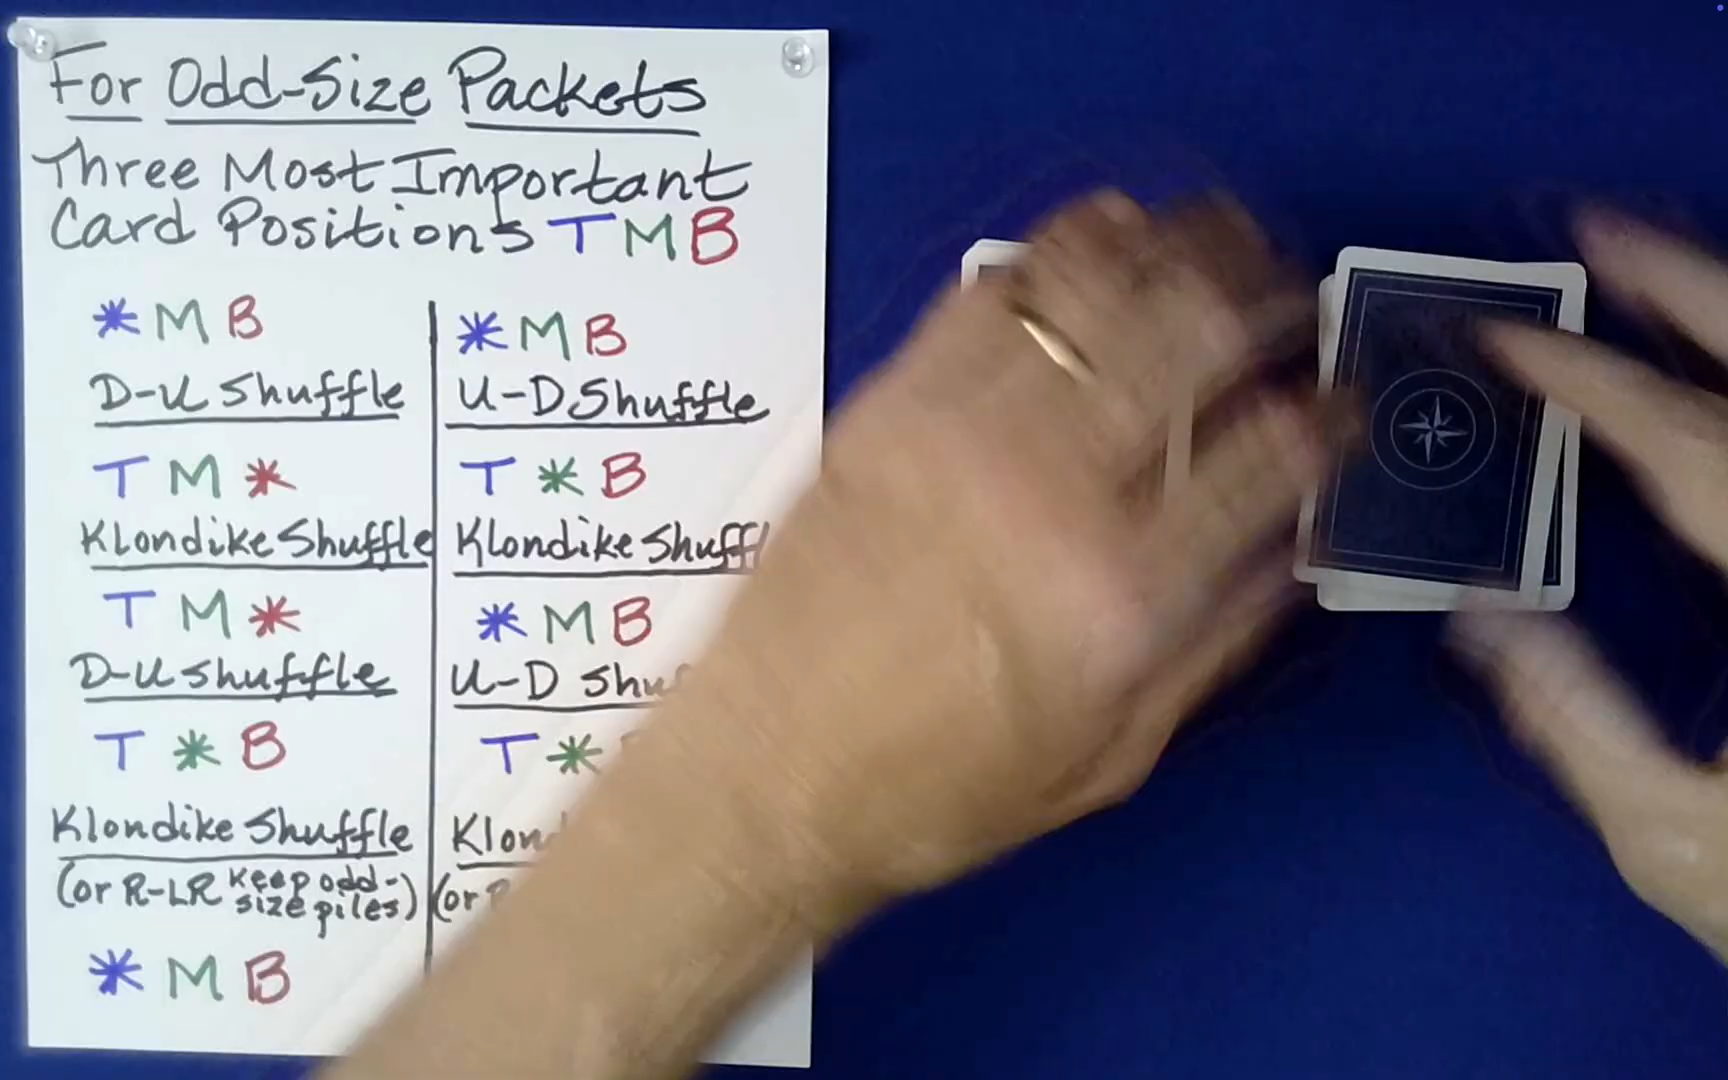 For Odd-Size Packets
Three Most Important
Card Positions T M B
* M B
D-U Shuffle
T M *
Klondike Shuffle
T M *
D-U shuffle
T * B
Klondike Shuffle
(or R-LR keep odd-
size piles)
* M B
* M B
U-D Shuffle
T * B
Klondike
* M B
U-D
T *
(or